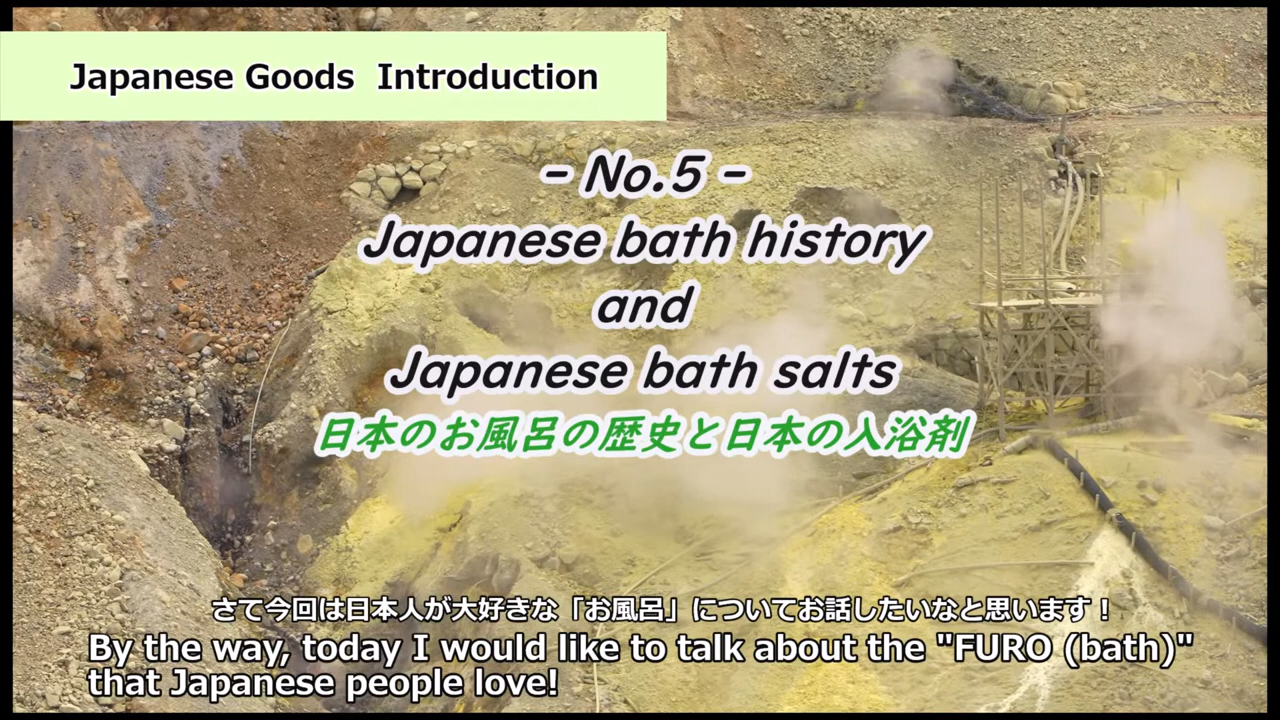 Japanese Goods Introduction
– No.5 –
Japanese bath history
and
Japanese bath salts
日本のお風呂の歴史と日本の入浴剤
さて今回は日本人が大好きな「お風呂」についてお話したいなと思います！
By the way, today I would like to talk about the "FURO (bath)"
that Japanese people love!